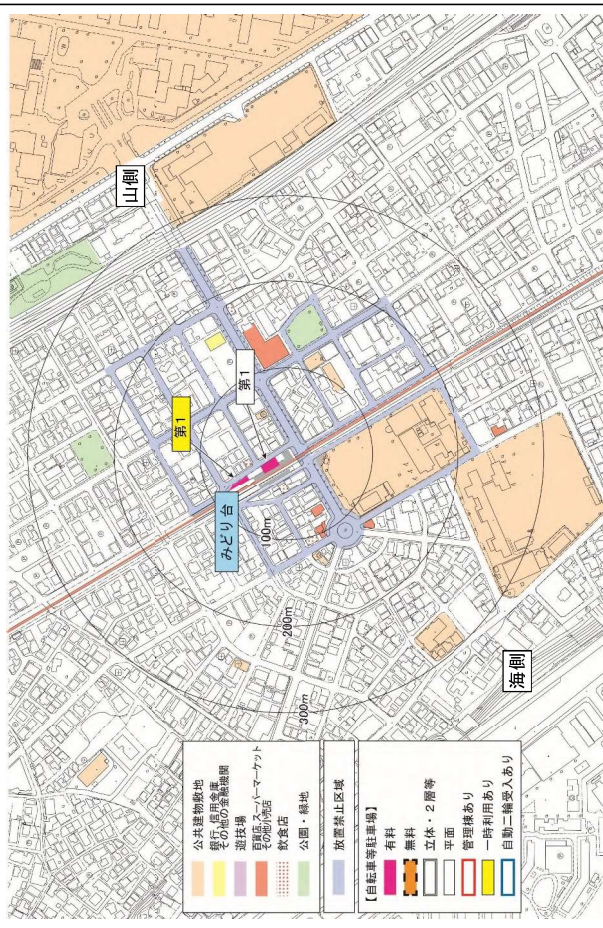 山側
第1
第1
みどり台
100m
200m
300m
海側
公共建物敷地
銀行、信用金庫
その他の金融機関
遊技場
百貨店、スーパーマーケット
その他小売店
飲食店
公園・緑地
放置禁止区域
【自転車等駐車場】
有料
無料
立体・2層等
平面
管理棟あり
一時利用あり
自動二輪受入あり